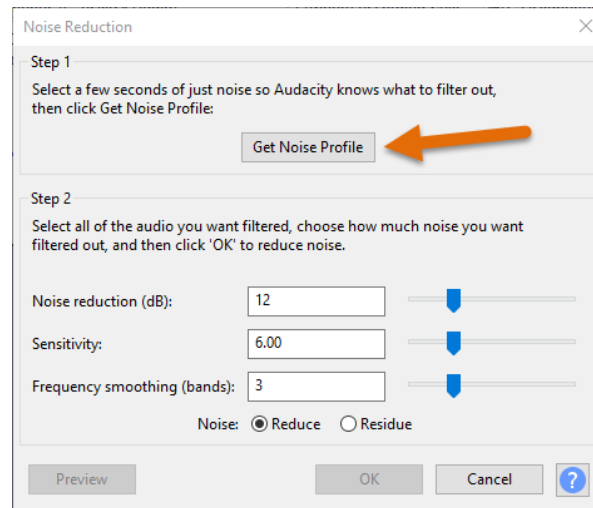 Noise Reduction
Step 1
Select a few seconds of just noise so Audacity knows what to filter out,
then click Get Noise Profile:
Get Noise Profile
Step 2
Select all of the audio you want filtered, choose how much noise you want
filtered out, and then click 'OK' to reduce noise.
Noise reduction (dB): 12
Sensitivity: 6.00
Frequency smoothing (bands): 3
Noise: Reduce Residue
Preview OK Cancel ?